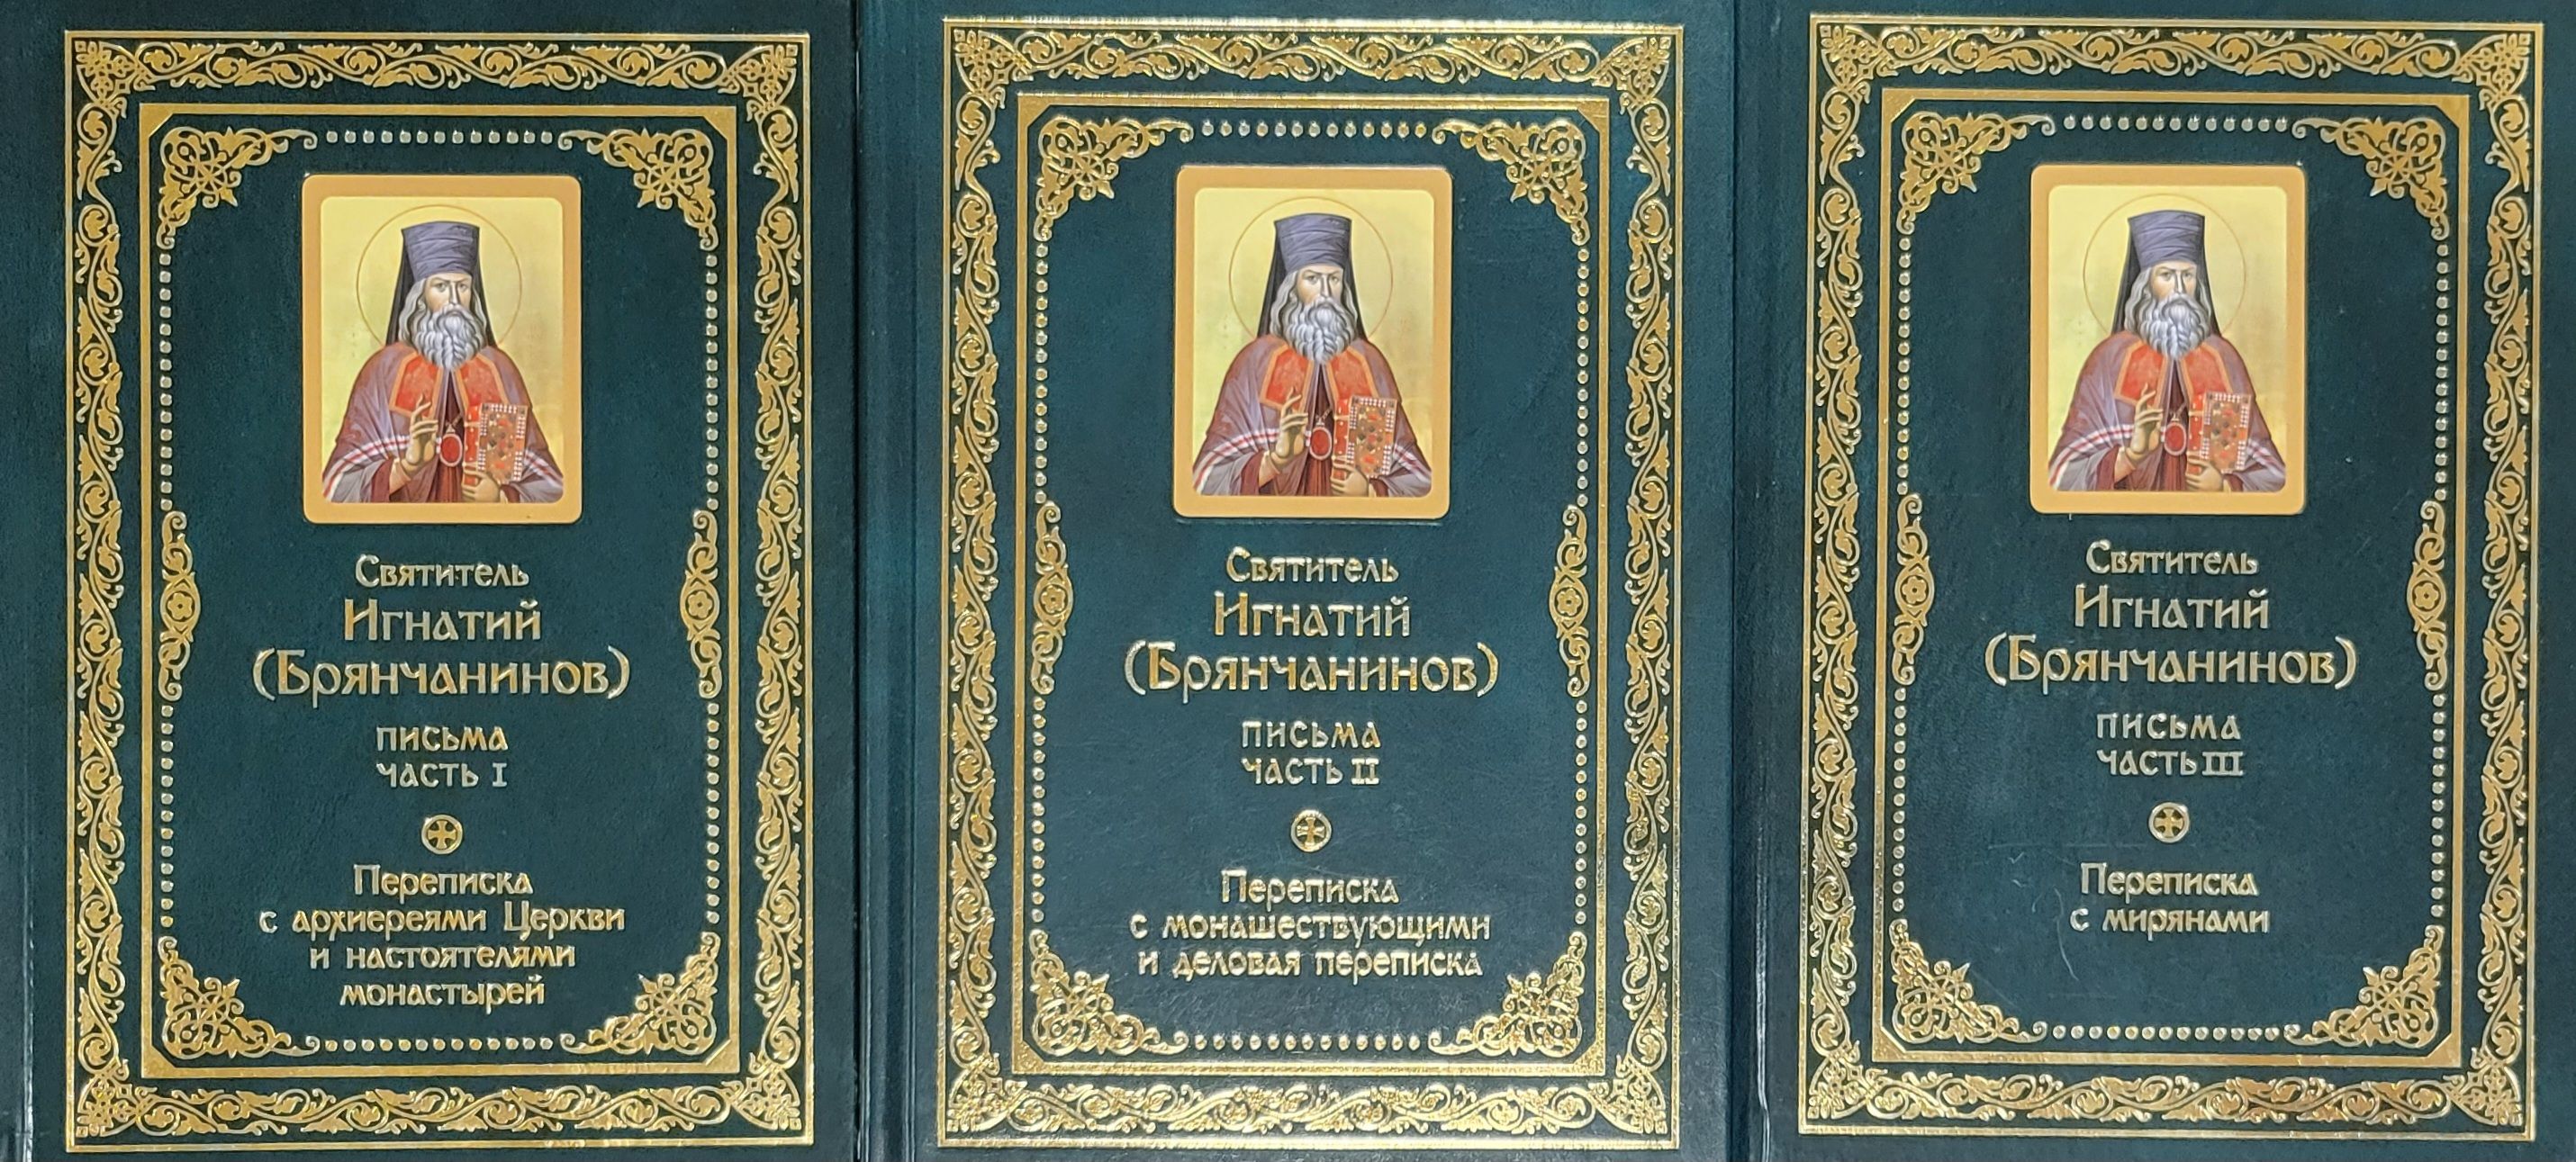 Святитель
Игнатий
(Брянчанинов)
письма
часть I
Переписка
с архиереями Церкви
и настоятелями
монастырей
Святитель
Игнатий
(Брянчанинов)
письма
часть II
Переписка
с монашествующими
и деловая переписка
Святитель
Игнатий
(Брянчанинов)
письма
часть III
Переписка
с мирянами